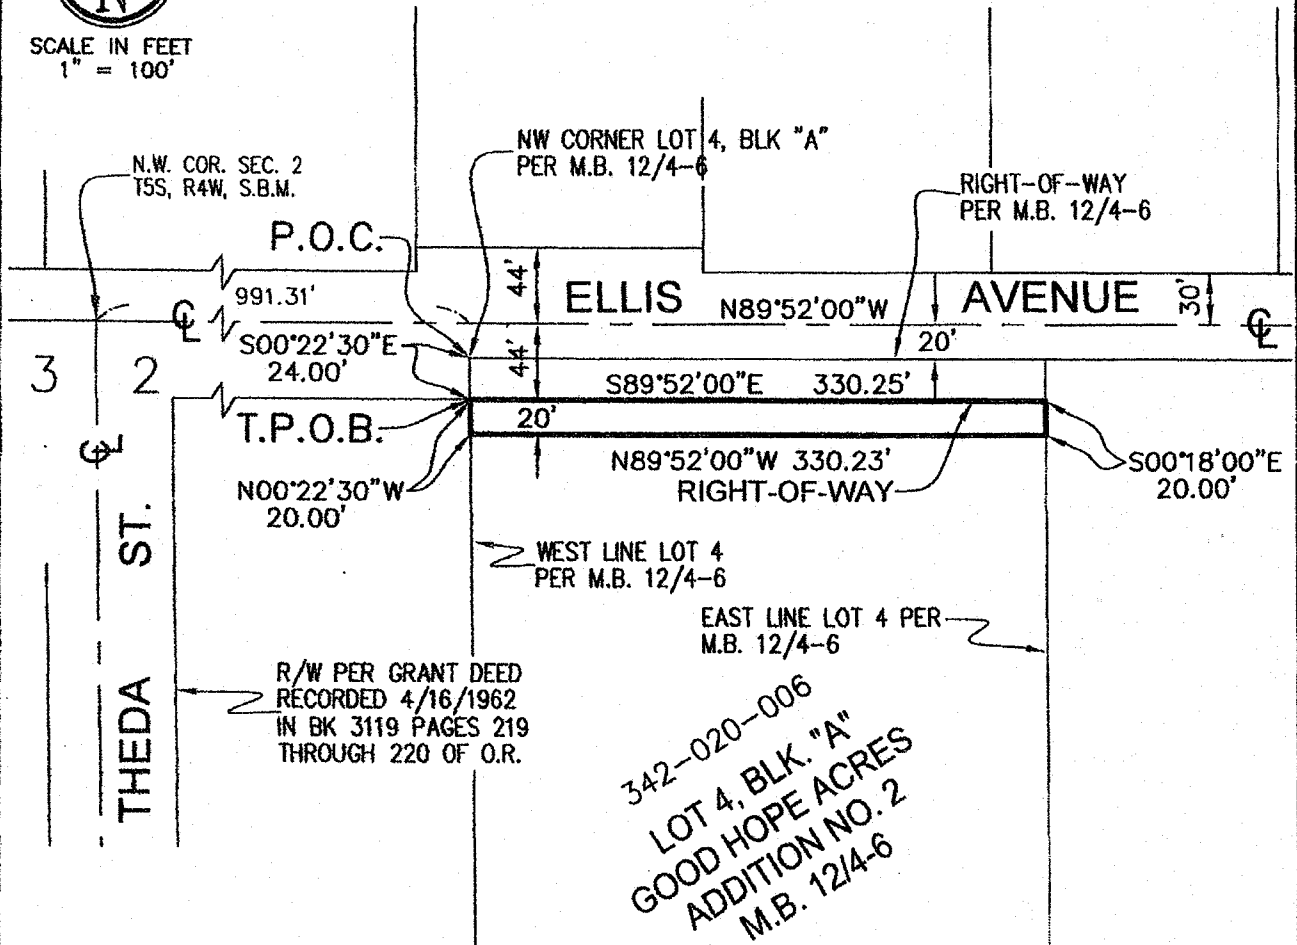 N
SCALE IN FEET
1" = 100'
N.W. COR. SEC. 2
T5S, R4W, S.B.M.
NW CORNER LOT 4, BLK "A"
PER M.B. 12/4-6
RIGHT-OF-WAY
PER M.B. 12/4-6
P.O.C.
991.31'
℄
44'
ELLIS
N89°52'00"W
AVENUE
30'
℄
20'
S00°22'30"E
24.00'
44'
S89°52'00"E 330.25'
3
2
T.P.O.B.
20'
N89°52'00"W 330.23'
RIGHT-OF-WAY
S00°18'00"E
20.00'
℄
N00°22'30"W
20.00'
THEDA ST.
WEST LINE LOT 4
PER M.B. 12/4-6
EAST LINE LOT 4 PER
M.B. 12/4-6
R/W PER GRANT DEED
RECORDED 4/16/1962
IN BK 3119 PAGES 219
THROUGH 220 OF O.R.
342-020-006
LOT 4, BLK. "A"
GOOD HOPE ACRES
ADDITION NO. 2
M.B. 12/4-6